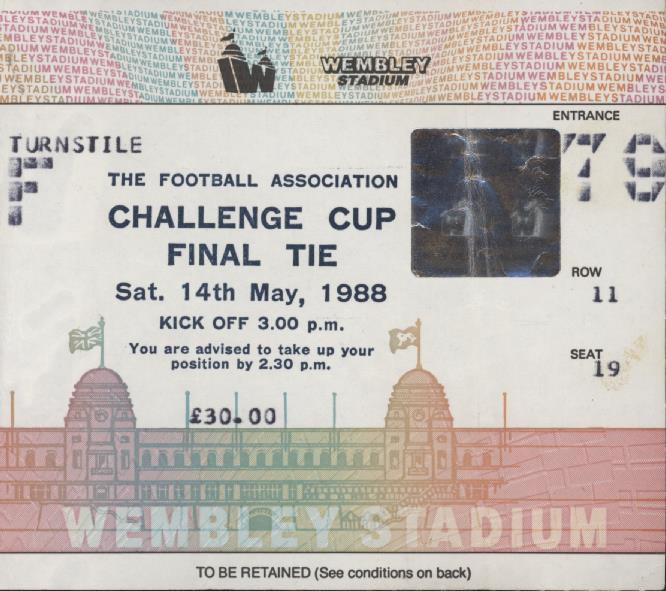 WEMBLEY
STADIUM
ENTRANCE
TURNSTILE
F
THE FOOTBALL ASSOCIATION
CHALLENGE CUP
FINAL TIE
Sat. 14th May, 1988
KICK OFF 3.00 p.m.
You are advised to take up your
position by 2.30 p.m.
ROW
11
SEAT
19
£30.00
WEMBLEY STADIUM
TO BE RETAINED (See conditions on back)